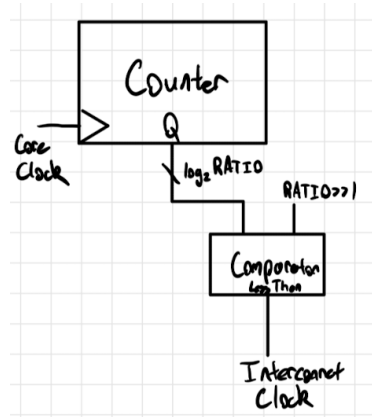 Counter
Q
Core
Clock
log₂ RATIO
RATIO>>1
Comparator
Less Than
Interconnect
Clock